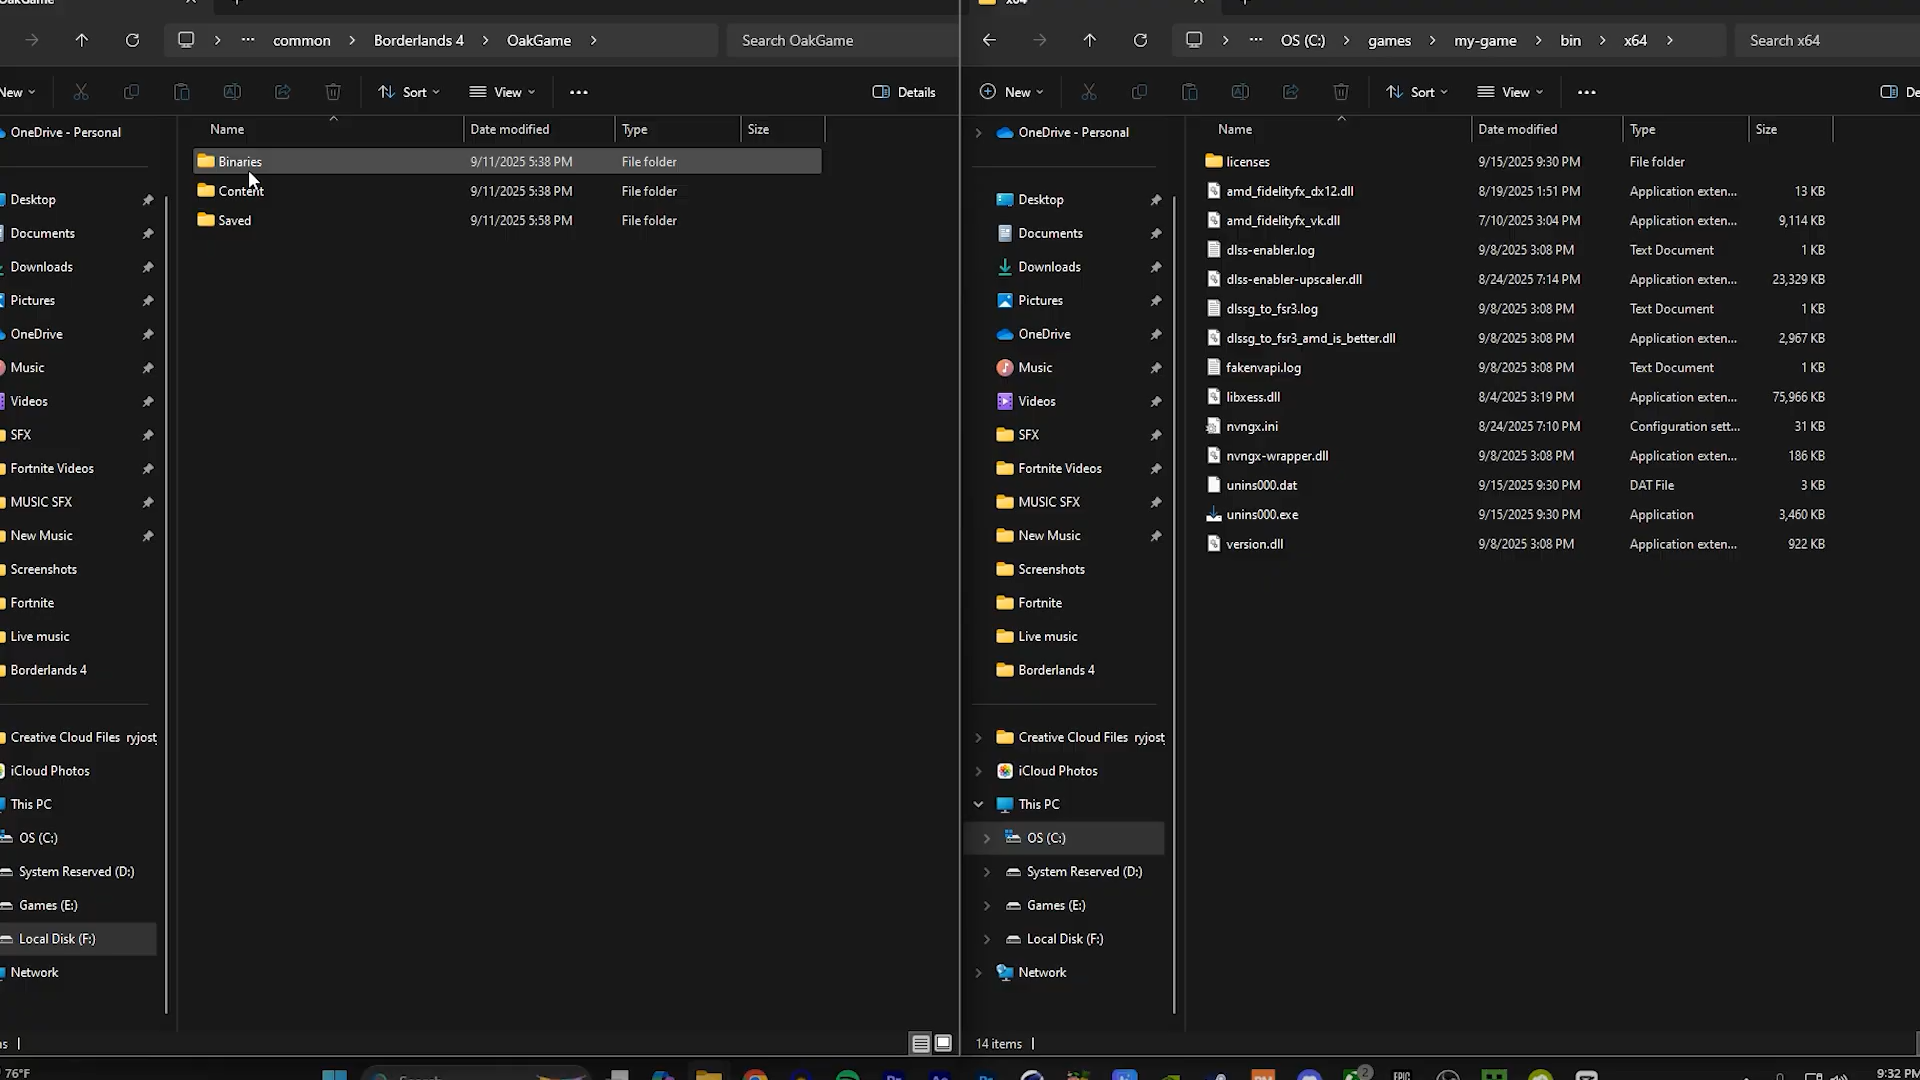 OakGame
common
Borderlands 4
OakGame
Search OakGame
New
Sort
View
Details
OneDrive - Personal
Desktop
Documents
Downloads
Pictures
OneDrive
Music
Videos
SFX
Fortnite Videos
MUSIC SFX
New Music
Screenshots
Fortnite
Live music
Borderlands 4
Creative Cloud Files ryjost
iCloud Photos
This PC
OS (C:)
System Reserved (D:)
Games (E:)
Local Disk (F:)
Network
Name Date modified Type Size
Binaries 9/11/2025 5:38 PM File folder
Content 9/11/2025 5:38 PM File folder
Saved 9/11/2025 5:58 PM File folder
76°F
x64
OS (C:)
games
my-game
bin
x64
Search x64
New
Sort
View
De
OneDrive - Personal
Desktop
Documents
Downloads
Pictures
OneDrive
Music
Videos
SFX
Fortnite Videos
MUSIC SFX
New Music
Screenshots
Fortnite
Live music
Borderlands 4
Creative Cloud Files ryjost
iCloud Photos
This PC
OS (C:)
System Reserved (D:)
Games (E:)
Local Disk (F:)
Network
Name Date modified Type Size
licenses 9/15/2025 9:30 PM File folder
amd_fidelityfx_dx12.dll 8/19/2025 1:51 PM Application exten... 13 KB
amd_fidelityfx_vk.dll 7/10/2025 3:04 PM Application exten... 9,114 KB
dlss-enabler.log 9/8/2025 3:08 PM Text Document 1 KB
dlss-enabler-upscaler.dll 8/24/2025 7:14 PM Application exten... 23,329 KB
dlssg_to_fsr3.log 9/8/2025 3:08 PM Text Document 1 KB
dlssg_to_fsr3_amd_is_better.dll 9/8/2025 3:08 PM Application exten... 2,967 KB
fakenvapi.log 9/8/2025 3:08 PM Text Document 1 KB
libxess.dll 8/4/2025 3:19 PM Application exten... 75,966 KB
nvngx.ini 8/24/2025 7:10 PM Configuration sett... 31 KB
nvngx-wrapper.dll 9/8/2025 3:08 PM Application exten... 186 KB
unins000.dat 9/15/2025 9:30 PM DAT File 3 KB
unins000.exe 9/15/2025 9:30 PM Application 3,460 KB
version.dll 9/8/2025 3:08 PM Application exten... 922 KB
14 items
Search
EPIC
2
9:32 PM